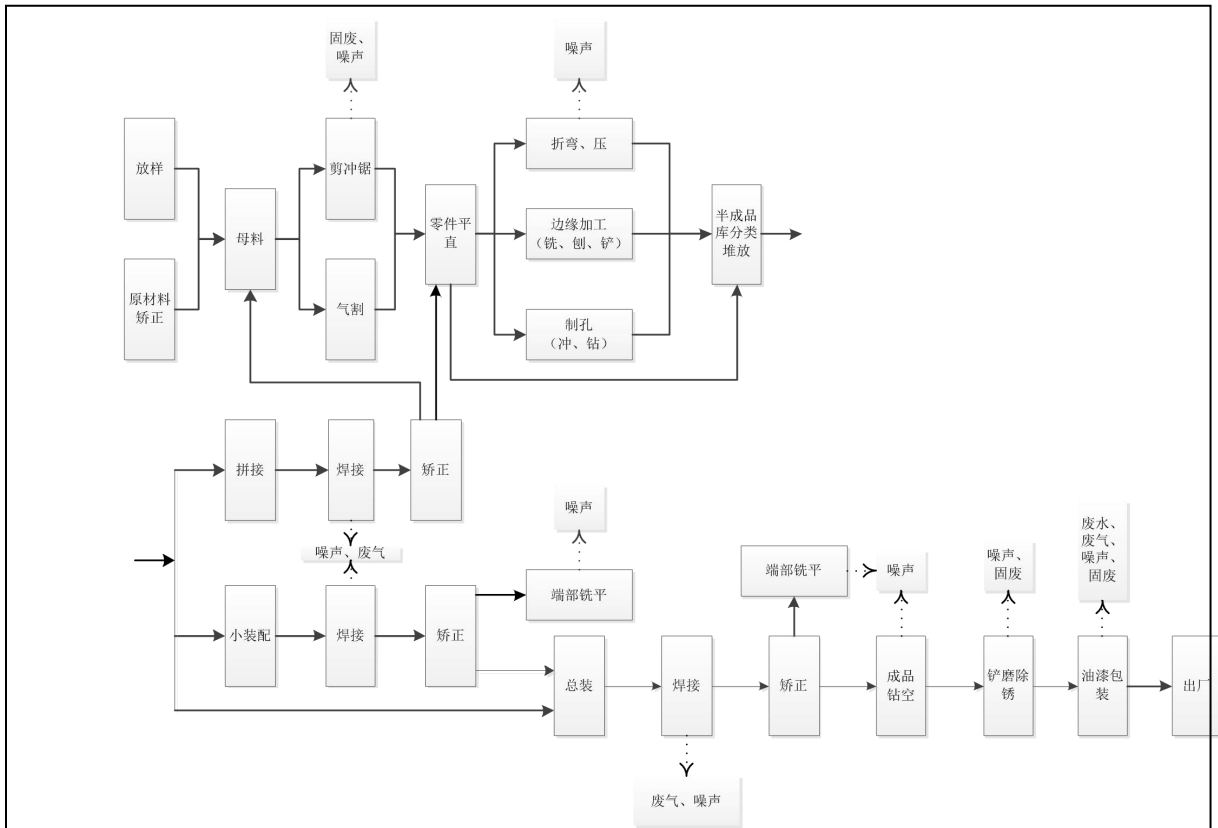 固废、
噪声
噪声
放样
原材料
矫正
母料
剪冲锯
气割
零件平
直
折弯、压
边缘加工
（铣、刨、铲）
制孔
（冲、钻）
半成品
库分类
堆放
拼接
焊接
矫正
噪声、废气
小装配
焊接
矫正
噪声
端部铣平
总装
焊接
废气、噪声
矫正
端部铣平
噪声
成品
钻空
噪声、
固废
铲磨除
锈
废水、
废气、
噪声、
固废
油漆包
装
出厂